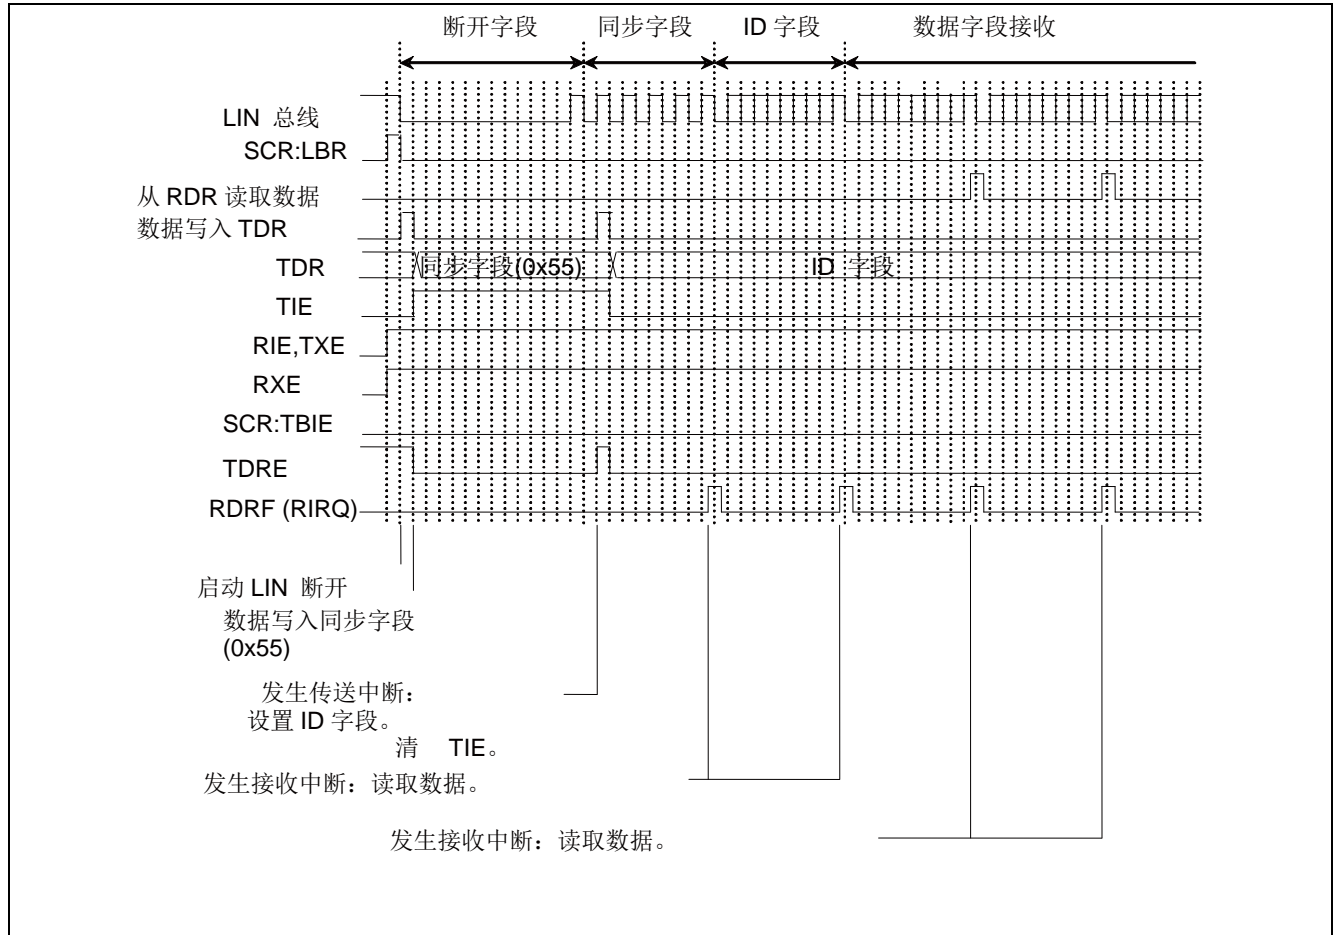 断开字段 同步字段 ID 字段 数据字段接收
LIN 总线
SCR:LBR
从 RDR 读取数据
数据写入 TDR
TDR 同步字段(0x55) ID 字段
TIE
RIE,TXE
RXE
SCR:TBIE
TDRE
RDRF (RIRQ)
启动 LIN 断开
数据写入同步字段
(0x55)
发生传送中断：
设置 ID 字段。
清 TIE。
发生接收中断：读取数据。
发生接收中断：读取数据。